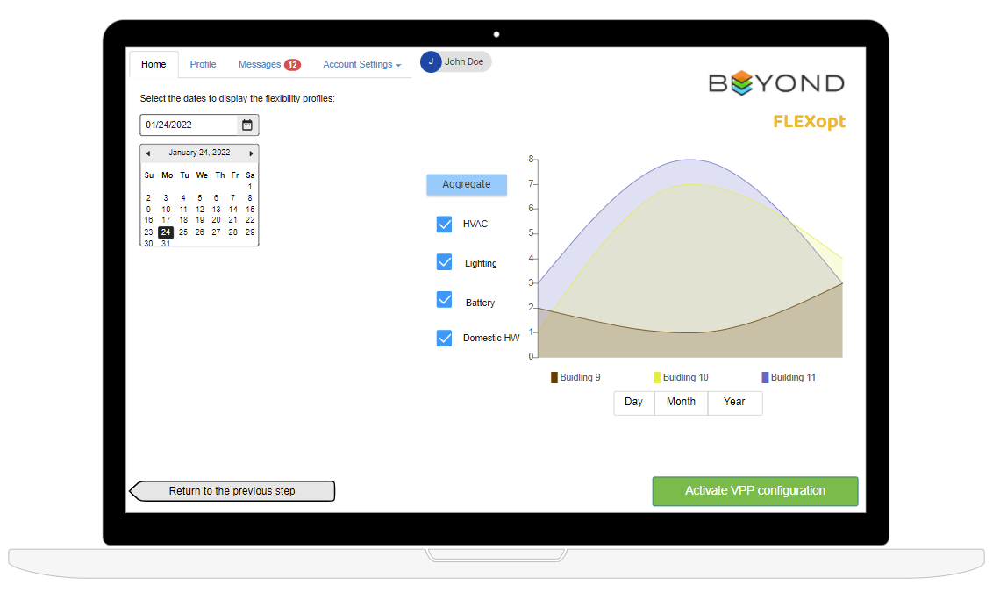 Home Profile Messages 12 Account Settings J John Doe
BEYOND
FLEXopt
Select the dates to display the flexibility profiles:
01/24/2022
January 24, 2022
Su Mo Tu We Th Fr Sa
1
2 3 4 5 6 7 8
9 10 11 12 13 14 15
16 17 18 19 20 21 22
23 24 25 26 27 28 29
30 31
Aggregate
HVAC
Lighting
Battery
Domestic HW
8
7
6
5
4
3
2
1
0
Buidling 9 Buidling 10 Building 11
Day Month Year
Return to the previous step
Activate VPP configuration